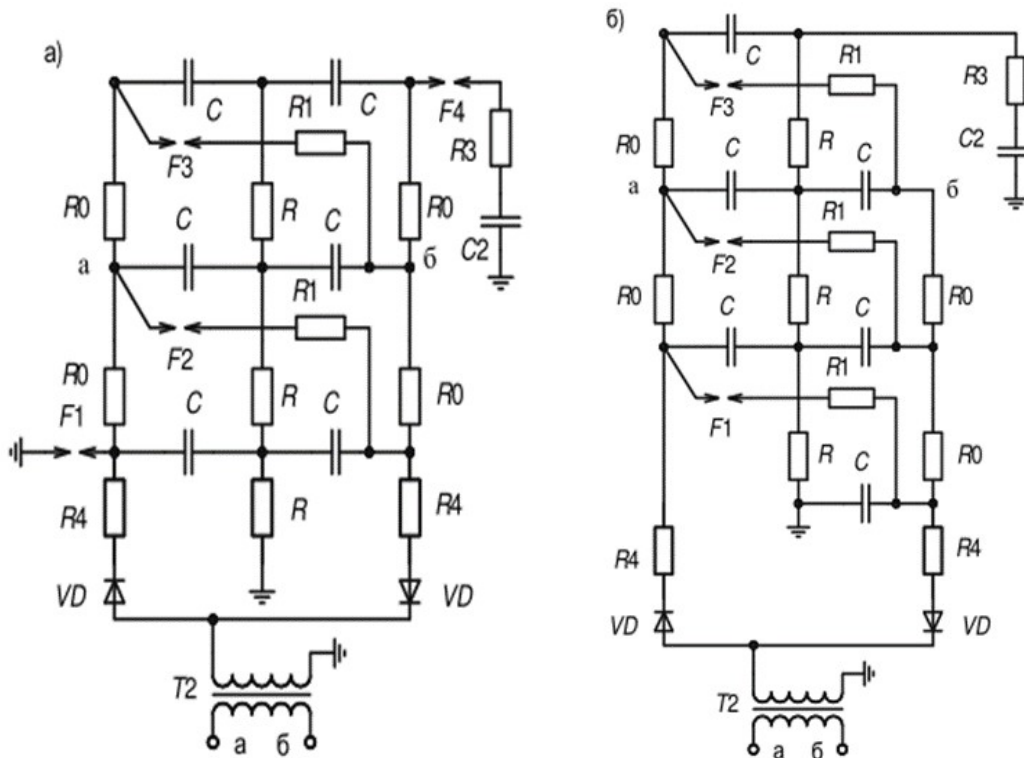 а)
C C
F4
R1
R3
F3
R0 C R C R0
C2
а б
R1
F2
R0 C R C R0
F1
R4 R R4
VD VD
T2
а б
б)
C
R1
R3
F3
R0 C R C
C2
а б
R1
F2
R0 C R C R0
R1
F1
R C R0
R4 R4
VD VD
T2
а б